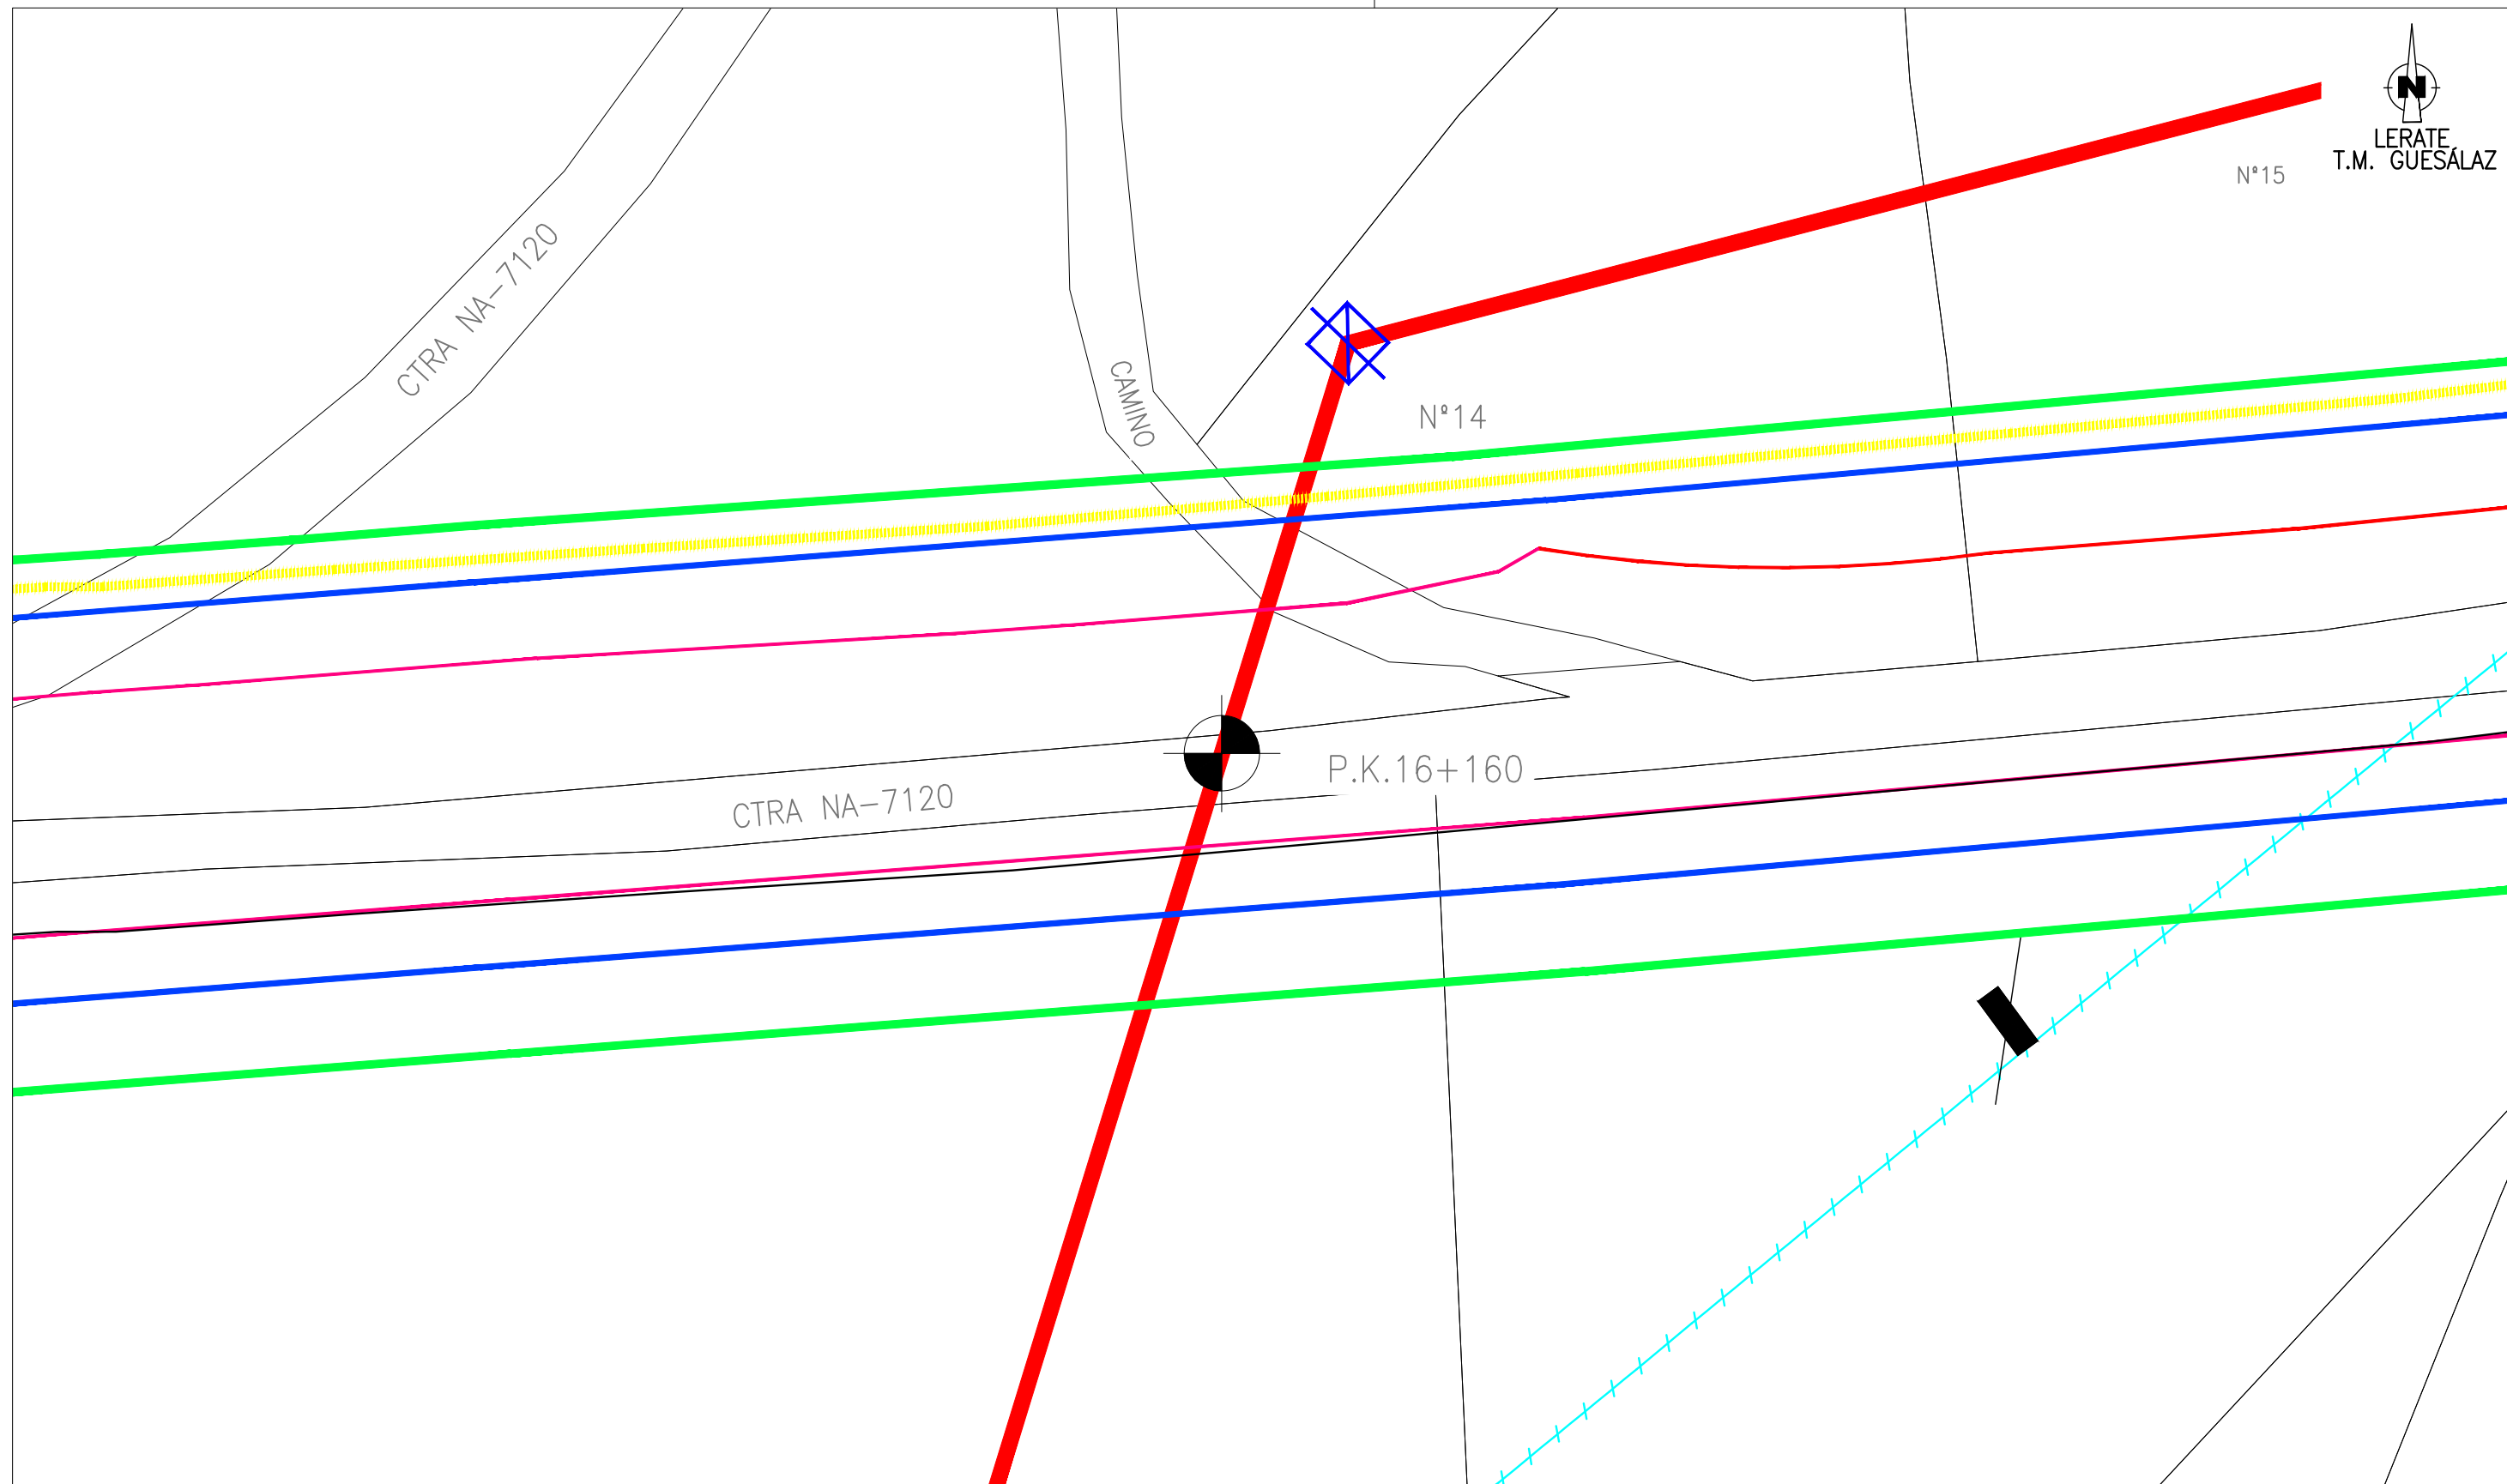 N
LERATE
T.M. GUESÁLAZ
Nº15
CTRA NA-7120
CAMINO
Nº14
P.K.16+160
CTRA NA-7120